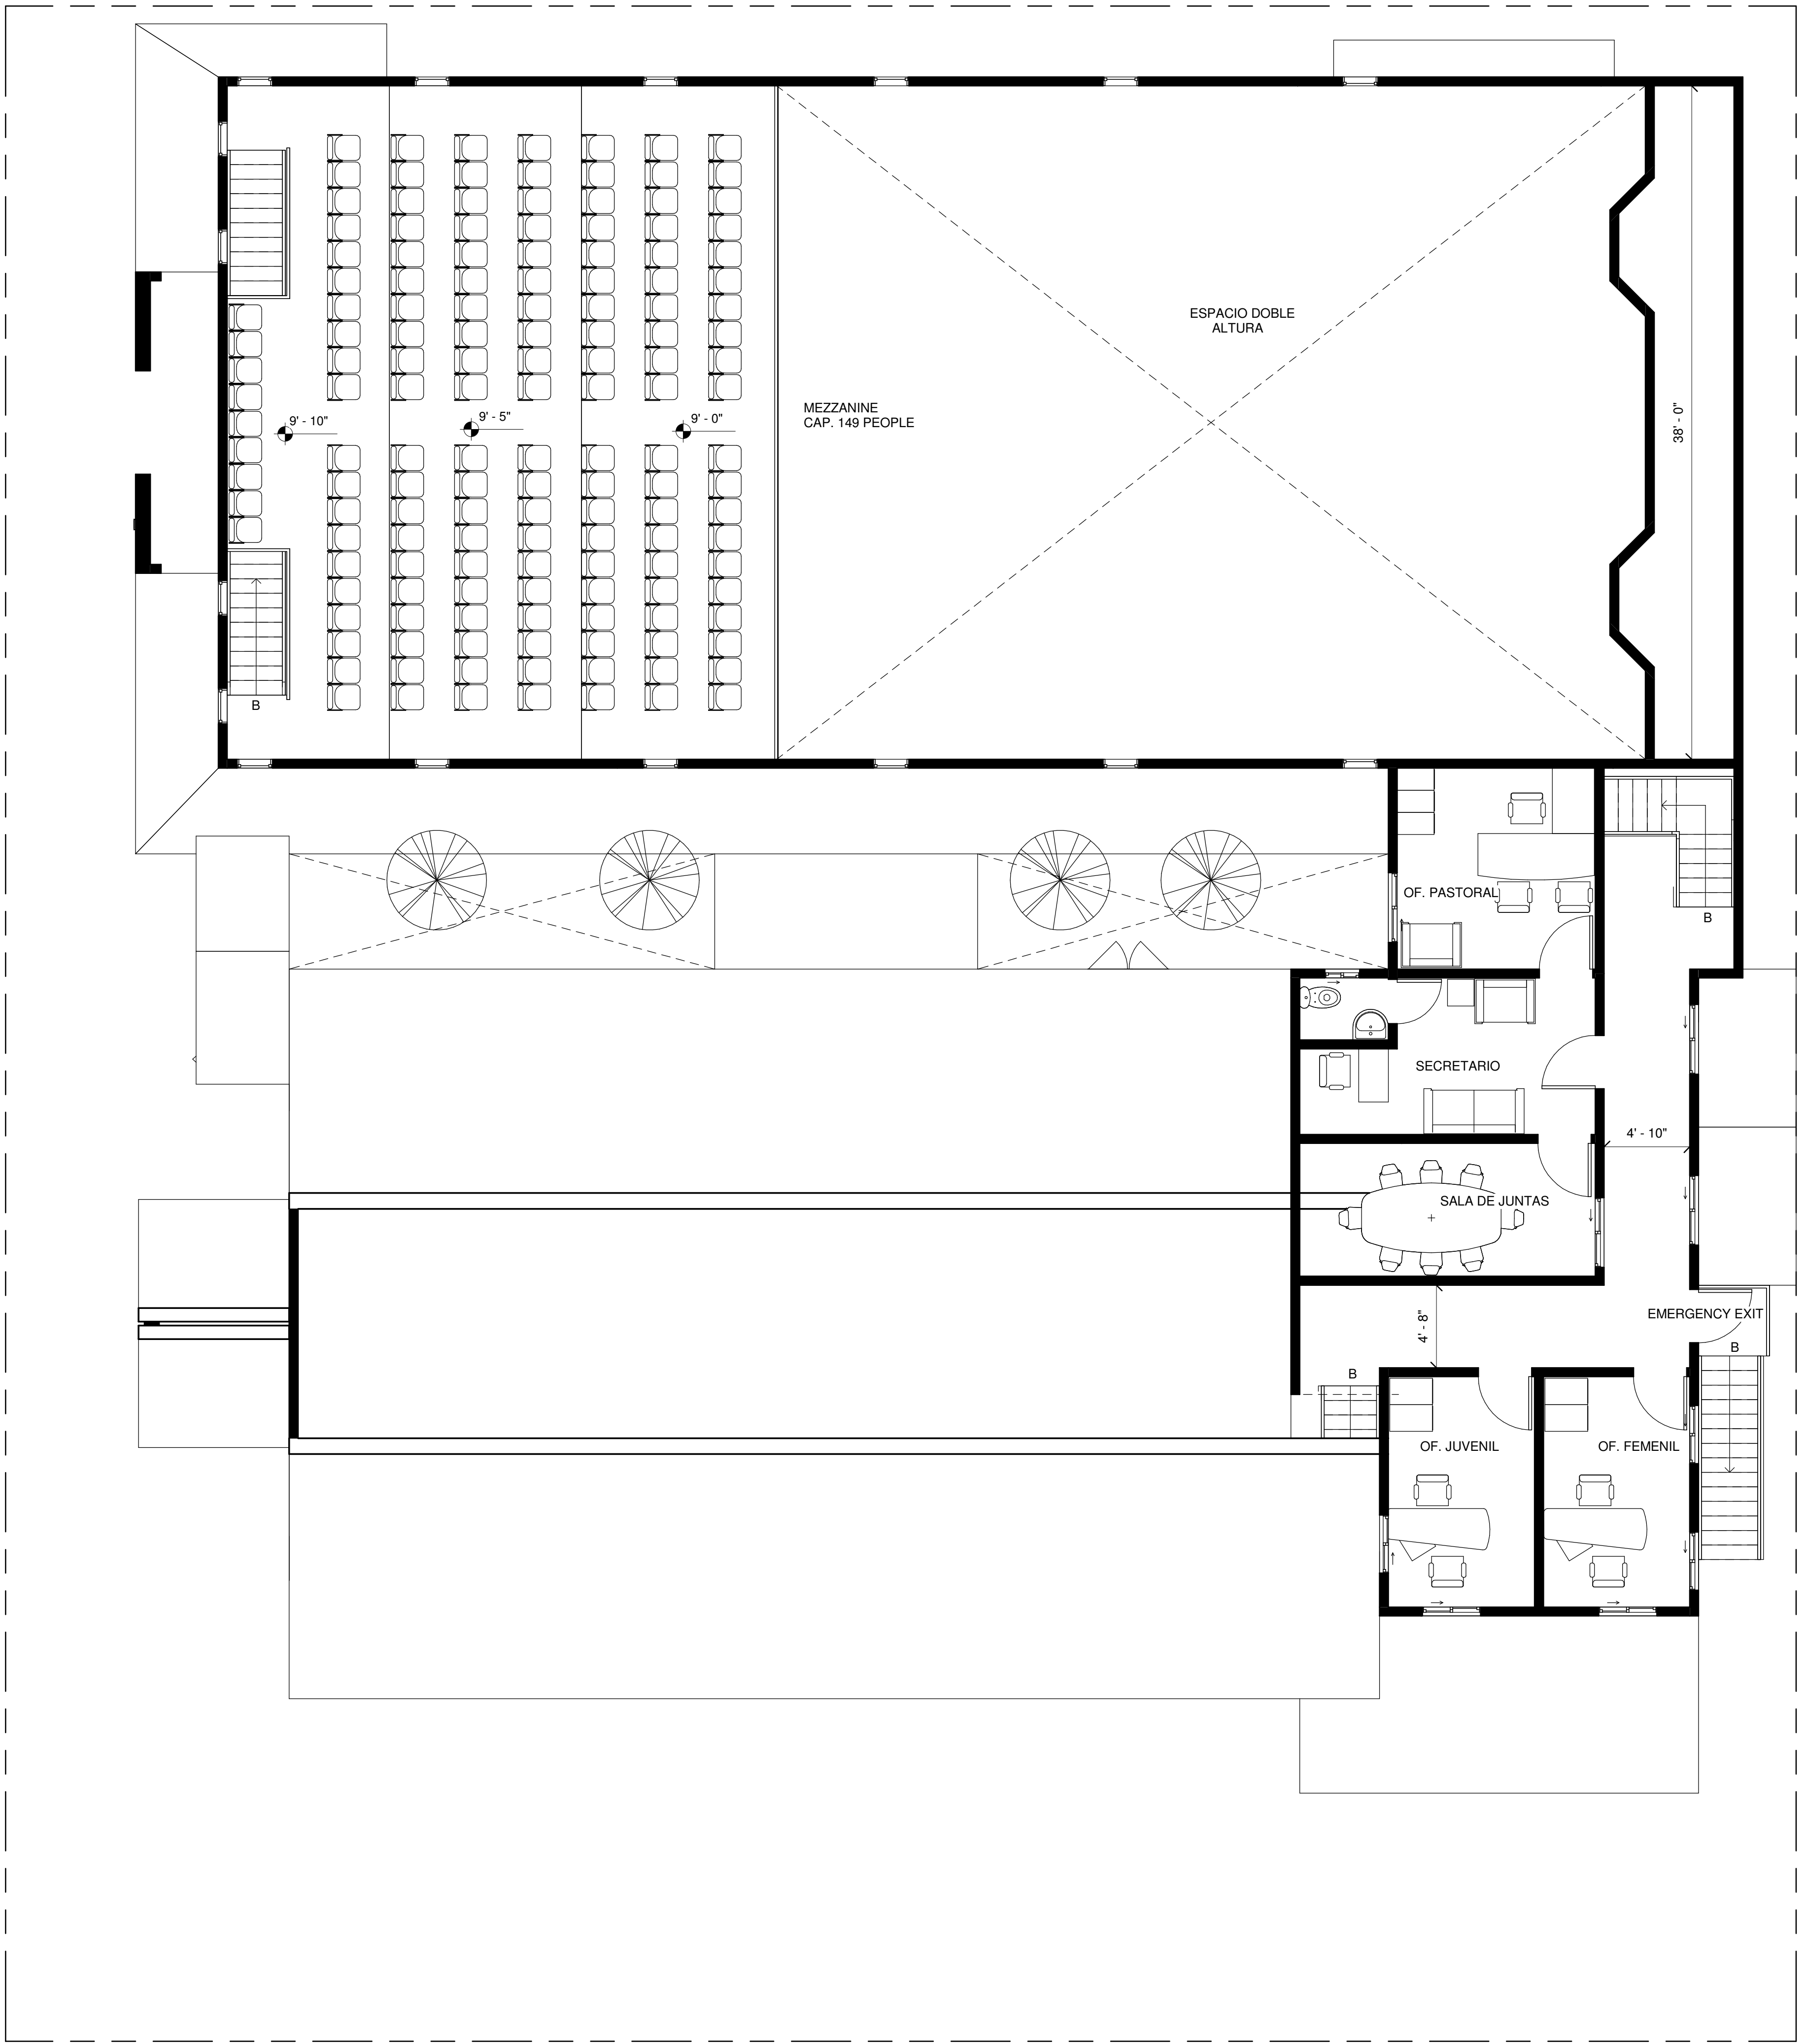 ESPACIO DOBLE
ALTURA
MEZZANINE
CAP. 149 PEOPLE
38' - 0"
9' - 10"
9' - 5"
9' - 0"
B
OF. PASTORAL
B
SECRETARIO
4' - 10"
SALA DE JUNTAS
EMERGENCY EXIT
4' - 8"
B
B
OF. JUVENIL
OF. FEMENIL